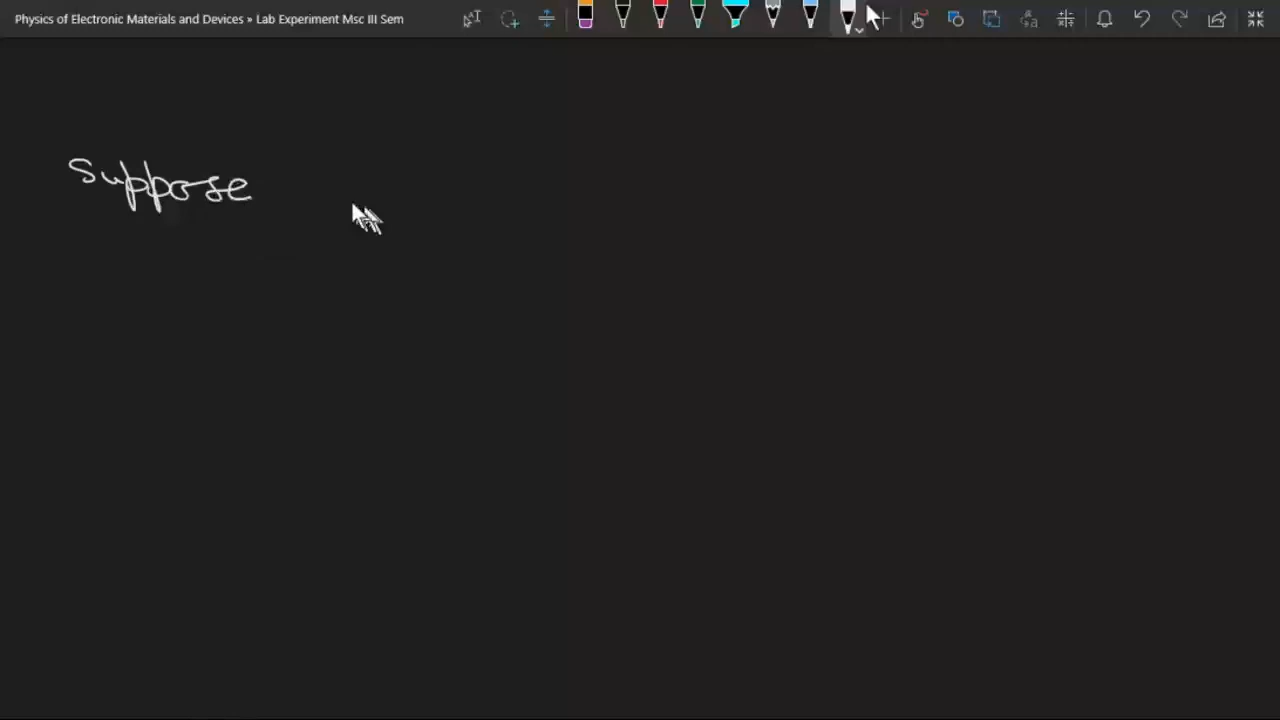 Physics of Electronic Materials and Devices » Lab Experiment Msc III Sem
Suppose